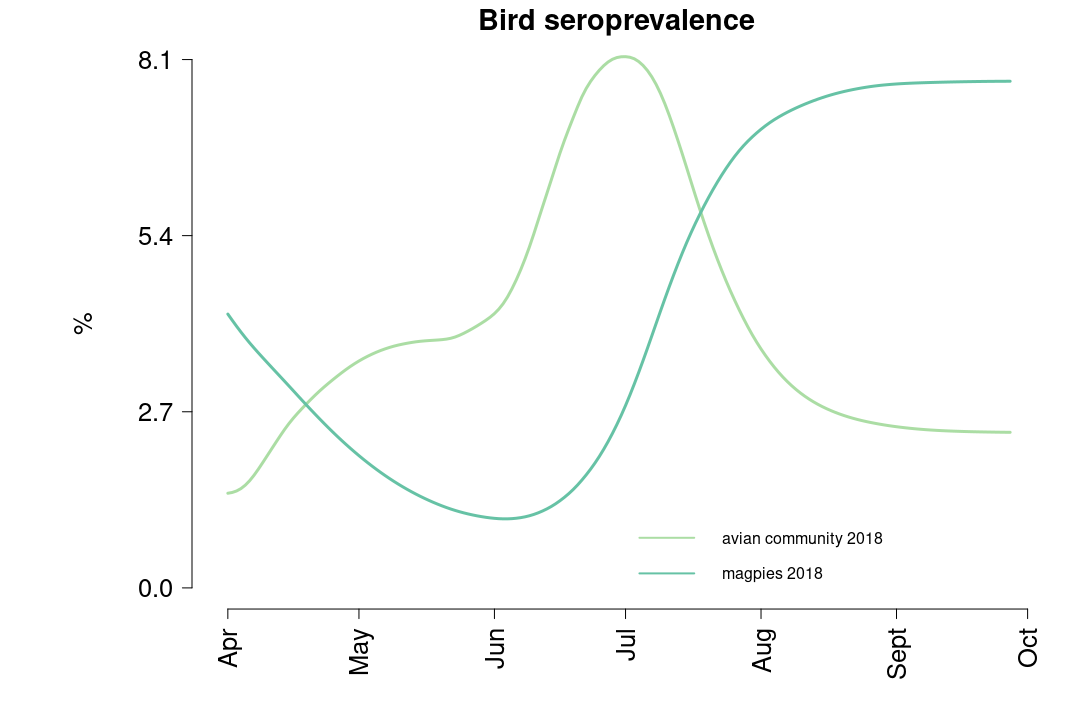 Bird seroprevalence
8.1
5.4
%
2.7
0.0
avian community 2018
magpies 2018
Apr
May
Jun
Jul
Aug
Sept
Oct